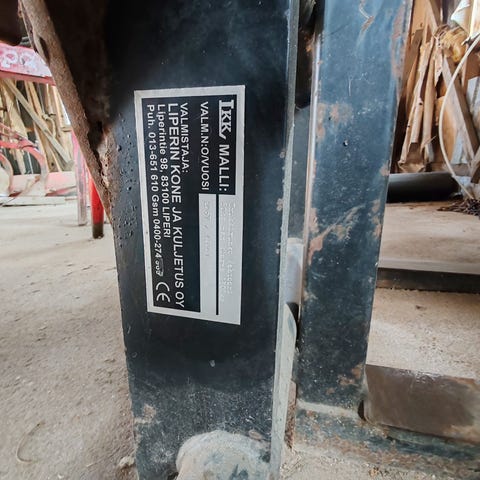 LKK/ MALLI:
VALM.N:O/VUOSI
VALMISTAJA:
LIPERIN KONE JA KULJETUS OY
Liperintie 98, 83100 LIPERI
Puh. 013-651 610 Gsm 0400-274
CE